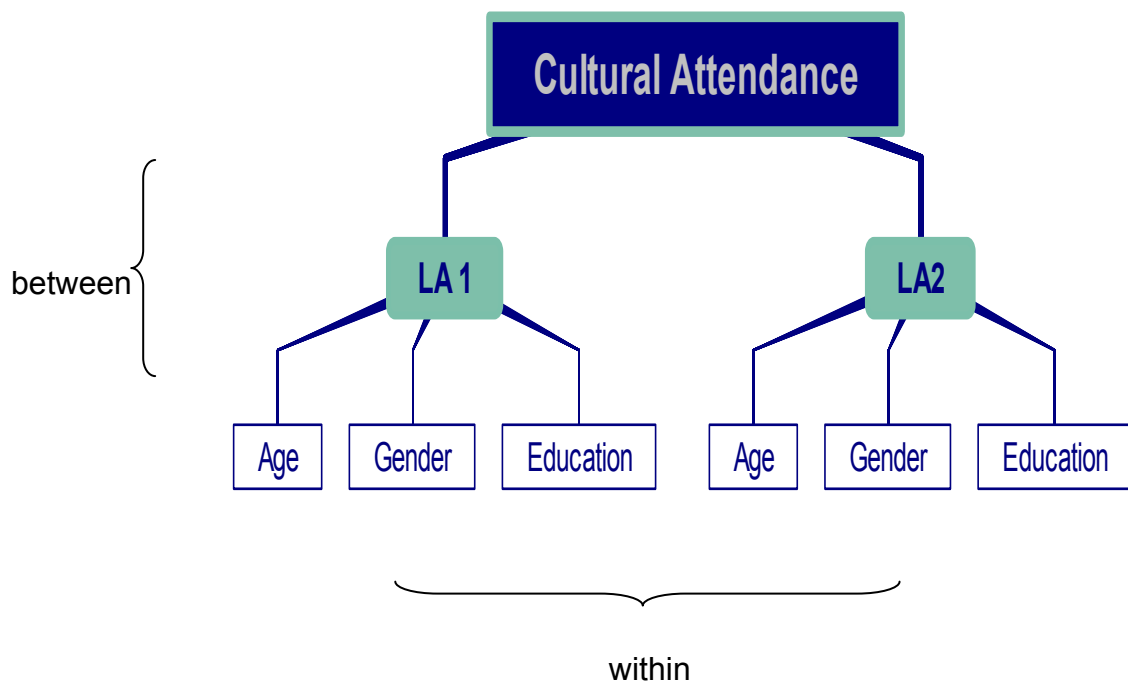 Cultural Attendance
between
LA 1
LA2
Age
Gender
Education
Age
Gender
Education
within